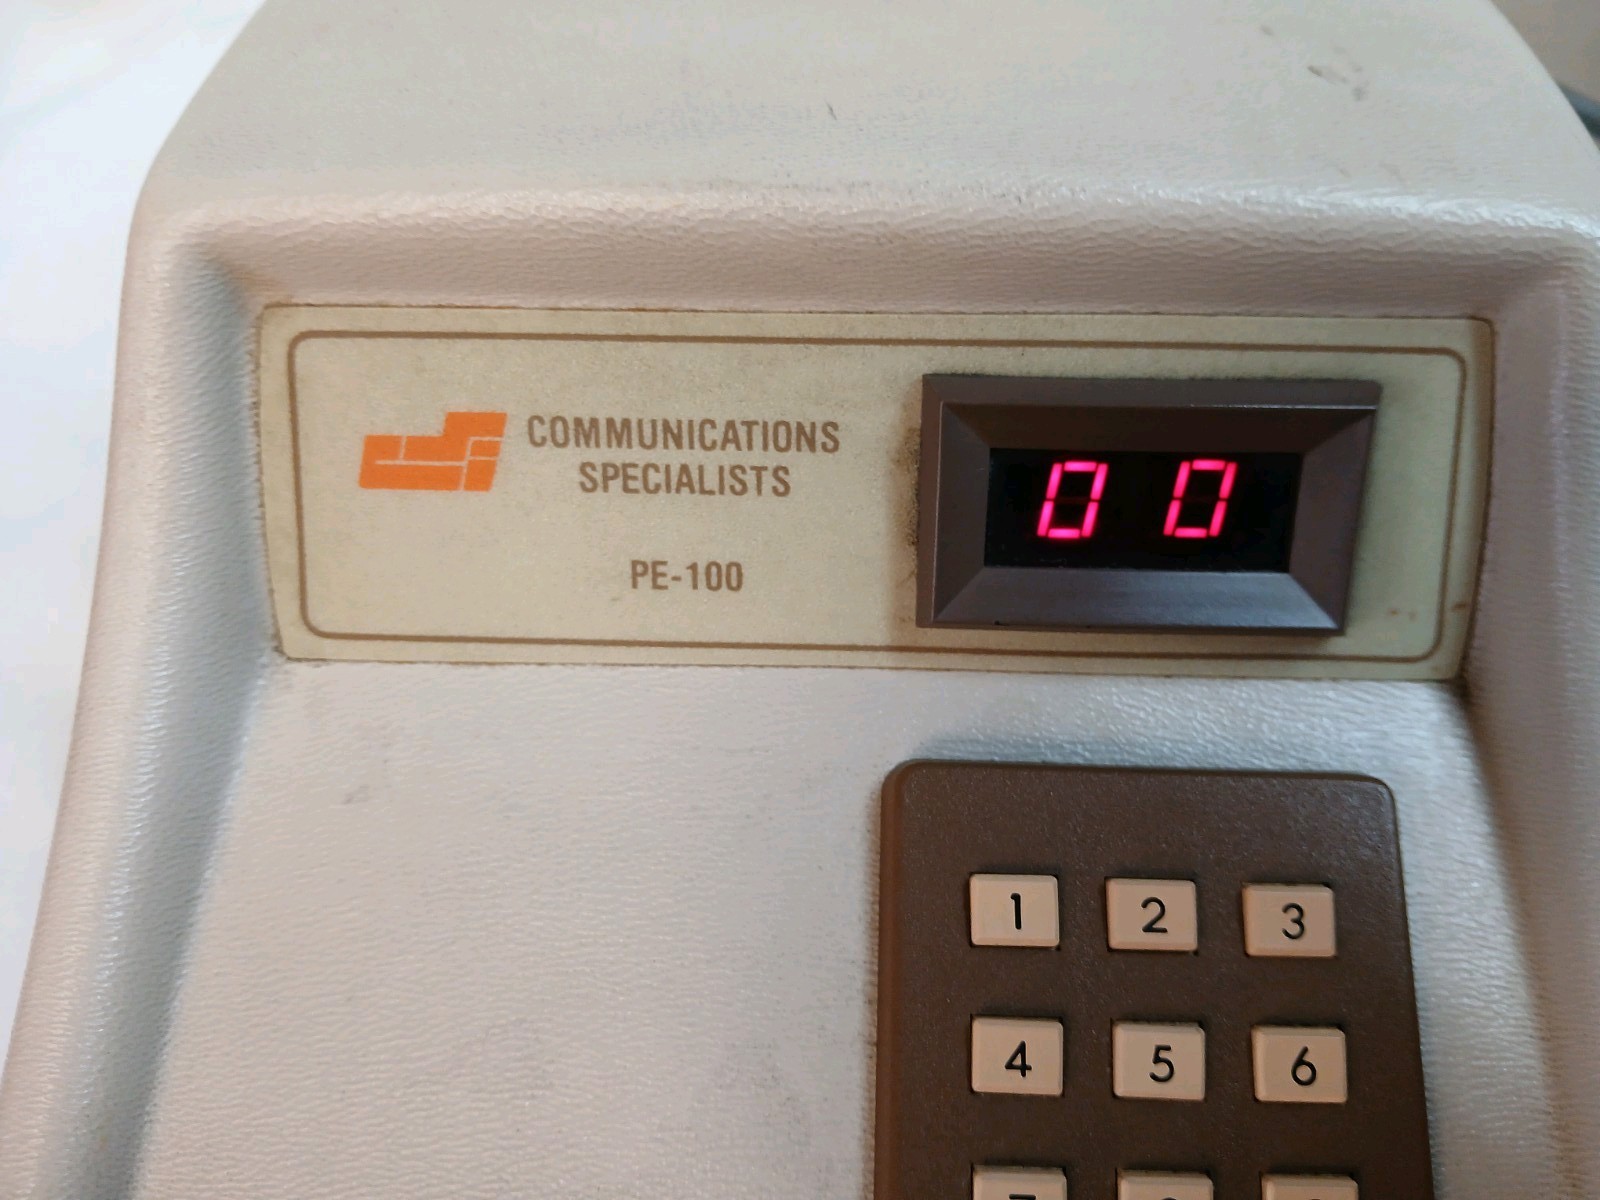 COMMUNICATIONS
SPECIALISTS
PE-100
00
1 2 3
4 5 6